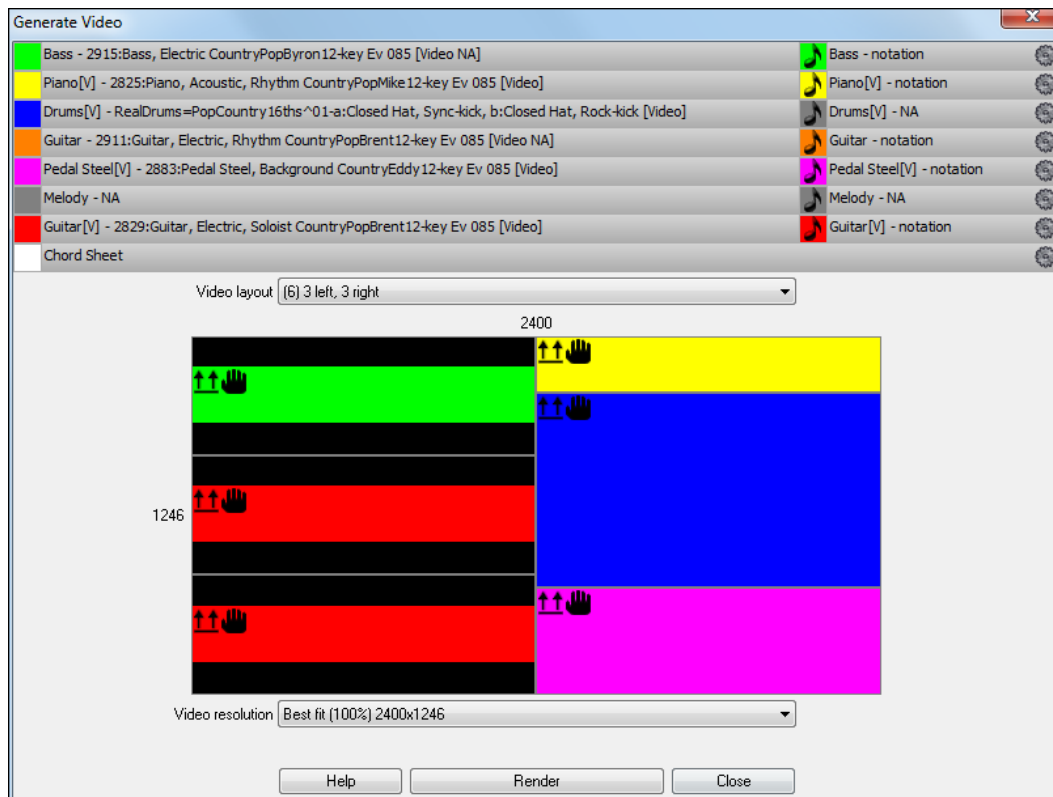 Generate Video
Bass - 2915:Bass, Electric CountryPopByron12-key Ev 085 [Video NA] Bass - notation
Piano[V] - 2825:Piano, Acoustic, Rhythm CountryPopMike12-key Ev 085 [Video] Piano[V] - notation
Drums[V] - RealDrums=PopCountry16ths^01-a:Closed Hat, Sync-kick, b:Closed Hat, Rock-kick [Video] Drums[V] - NA
Guitar - 2911:Guitar, Electric, Rhythm CountryPopBrent12-key Ev 085 [Video NA] Guitar - notation
Pedal Steel[V] - 2883:Pedal Steel, Background CountryEddy12-key Ev 085 [Video] Pedal Steel[V] - notation
Melody - NA Melody - NA
Guitar[V] - 2829:Guitar, Electric, Soloist CountryPopBrent12-key Ev 085 [Video] Guitar[V] - notation
Chord Sheet
Video layout (6) 3 left, 3 right
2400
1246
Video resolution Best fit (100%) 2400x1246
Help Render Close